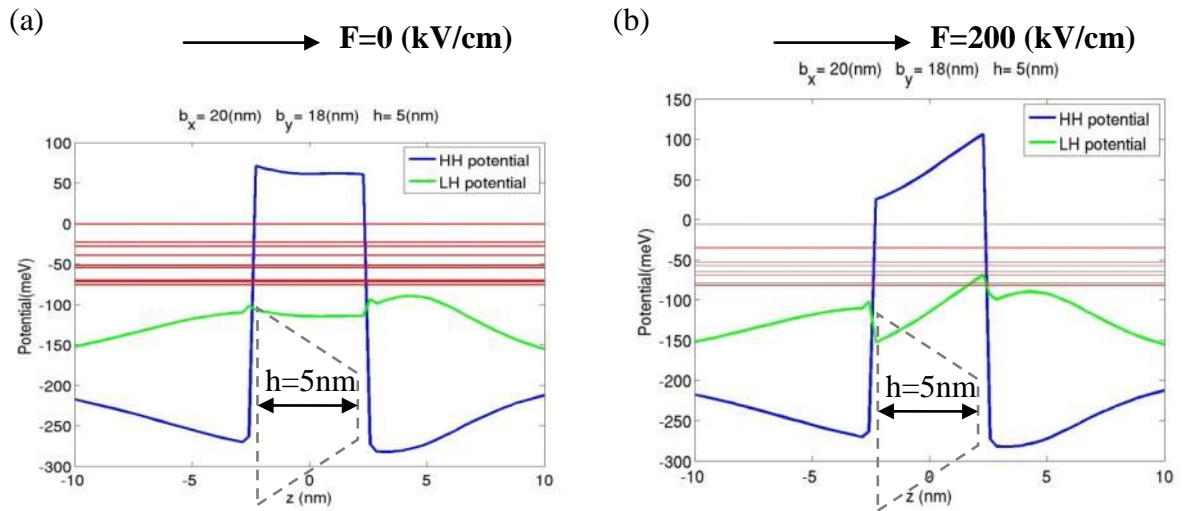 (a)
F=0 (kV/cm)
b_x= 20(nm) b_y= 18(nm) h= 5(nm)
HH potential
LH potential
Potential(meV)
100
50
0
-50
-100
-150
-200
-250
-300
h=5nm
-10
-5
0
5
10
z (nm)
(b)
F=200 (kV/cm)
b_x= 20(nm) b_y= 18(nm) h= 5(nm)
HH potential
LH potential
Potential(meV)
150
100
50
0
-50
-100
-150
-200
-250
-300
h=5nm
-10
-5
0
5
10
z (nm)